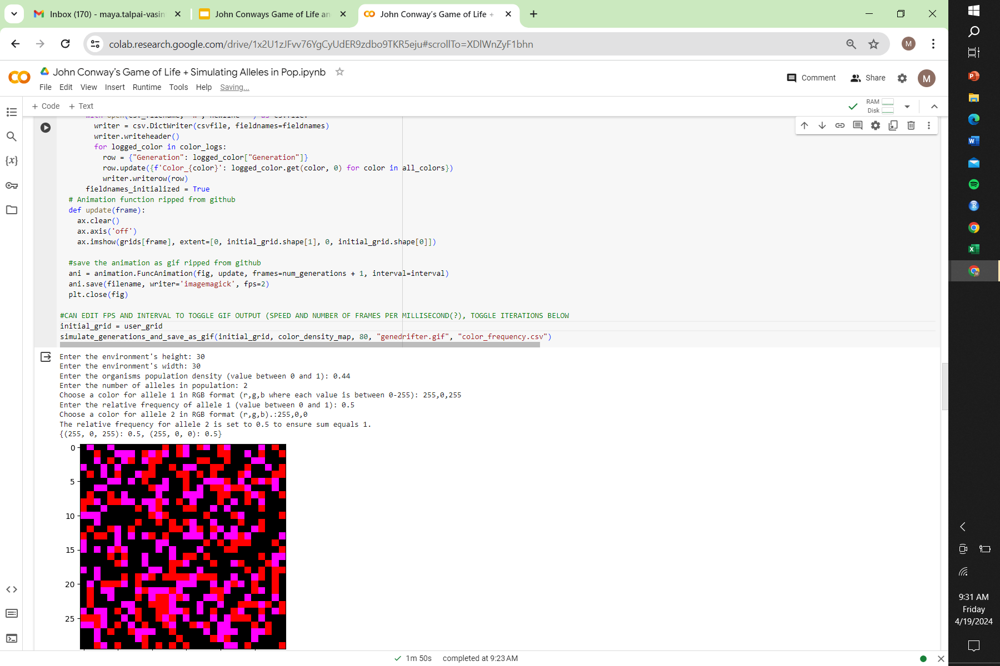 Inbox (170) - maya.talpai-vasin
John Conways Game of Life an
John Conway’s Game of Life +
colab.research.google.com/drive/1x2U1zJFvv76YgCyUdER9zdbo9TKR5eju#scrollTo=XDlWnZyF1bhn
M
John Conway’s Game of Life + Simulating Alleles in Pop.ipynb
Comment
Share
M
File Edit View Insert Runtime Tools Help Saving...
+ Code + Text
RAM
Disk
writer = csv.DictWriter(csvfile, fieldnames=fieldnames)
writer.writeheader()
for logged_color in color_logs:
row = {"Generation": logged_color["Generation"]}
row.update({f'Color_{color}': logged_color.get(color, 0) for color in all_colors})
writer.writerow(row)
fieldnames_initialized = True
# Animation function ripped from github
def update(frame):
ax.clear()
ax.axis('off')
ax.imshow(grids[frame], extent=[0, initial_grid.shape[1], 0, initial_grid.shape[0]])
#save the animation as gif ripped from github
ani = animation.FuncAnimation(fig, update, frames=num_generations + 1, interval=interval)
ani.save(filename, writer='imagemagick', fps=2)
plt.close(fig)
#CAN EDIT FPS AND INTERVAL TO TOGGLE GIF OUTPUT (SPEED AND NUMBER OF FRAMES PER MILLISECOND(?), TOGGLE ITERATIONS BELOW
initial_grid = user_grid
simulate_generations_and_save_as_gif(initial_grid, color_density_map, 80, "genedrifter.gif", "color_frequency.csv")
Enter the environment's height: 30
Enter the environment's width: 30
Enter the organisms population density (value between 0 and 1): 0.44
Enter the number of alleles in population: 2
Choose a color for allele 1 in RGB format (r,g,b where each value is between 0-255): 255,0,255
Enter the relative frequency of allele 1 (value between 0 and 1): 0.5
Choose a color for allele 2 in RGB format (r,g,b).:255,0,0
The relative frequency for allele 2 is set to 0.5 to ensure sum equals 1.
{(255, 0, 255): 0.5, (255, 0, 0): 0.5}
0
5
10
15
20
25
1m 50s completed at 9:23 AM
9:31 AM
Friday
4/19/2024